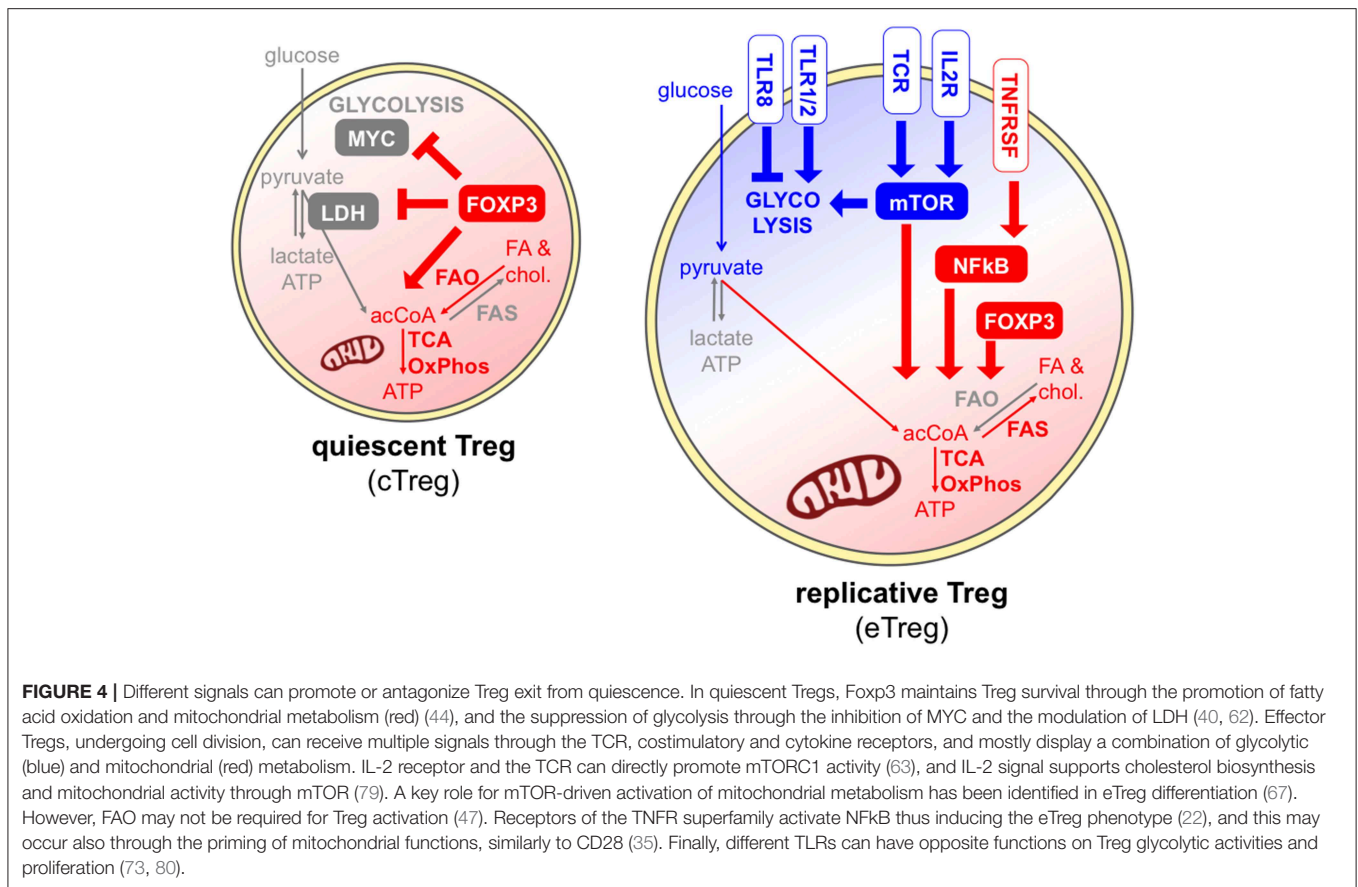 glucose
GLYCOLYSIS
MYC
pyruvate
LDH
FOXP3
lactate
ATP
FA &
chol.
FAO
FAS
acCoA
TCA
OxPhos
ATP
quiescent Treg
(cTreg)
TLR8
TLR1/2
TCR
IL2R
TNFRSF
glucose
GLYCO
LYSIS
mTOR
NFkB
pyruvate
FOXP3
lactate
ATP
FA &
chol.
FAO
FAS
acCoA
TCA
OxPhos
ATP
replicative Treg
(eTreg)
FIGURE 4 | Different signals can promote or antagonize Treg exit from quiescence. In quiescent Tregs, Foxp3 maintains Treg survival through the promotion of fatty
acid oxidation and mitochondrial metabolism (red) (44), and the suppression of glycolysis through the inhibition of MYC and the modulation of LDH (40, 62). Effector
Tregs, undergoing cell division, can receive multiple signals through the TCR, costimulatory and cytokine receptors, and mostly display a combination of glycolytic
(blue) and mitochondrial (red) metabolism. IL-2 receptor and the TCR can directly promote mTORC1 activity (63), and IL-2 signal supports cholesterol biosynthesis
and mitochondrial activity through mTOR (79). A key role for mTOR-driven activation of mitochondrial metabolism has been identified in eTreg differentiation (67).
However, FAO may not be required for Treg activation (47). Receptors of the TNFR superfamily activate NFkB thus inducing the eTreg phenotype (22), and this may
occur also through the priming of mitochondrial functions, similarly to CD28 (35). Finally, different TLRs can have opposite functions on Treg glycolytic activities and
proliferation (73, 80).